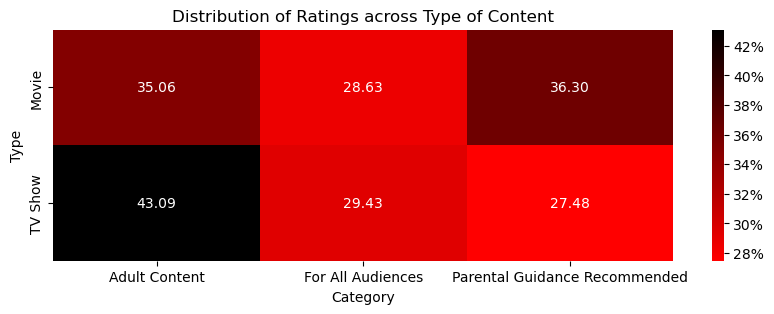 Distribution of Ratings across Type of Content
Type
Movie
35.06
28.63
36.30
TV Show
43.09
29.43
27.48
Adult Content
For All Audiences
Parental Guidance Recommended
Category
42%
40%
38%
36%
34%
32%
30%
28%